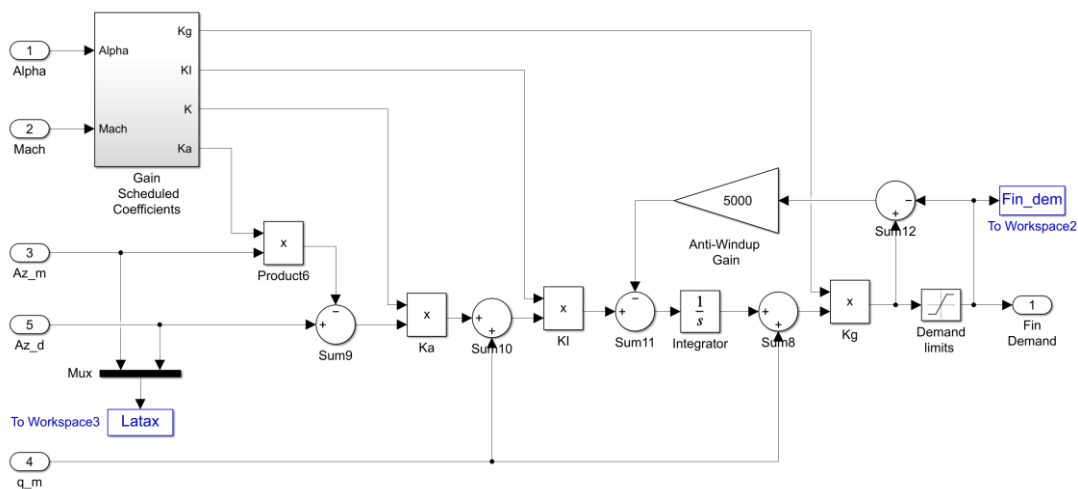 Kg
1
Alpha
Alpha
KI
K
2
Mach
Mach
Ka
Gain
Scheduled
Coefficients
5000
Anti-Windup
Gain
+
−
Sum12
Fin_dem
To Workspace2
3
Az_m
x
Product6
5
Az_d
−
+
Sum9
x
Ka
+
+
Sum10
x
KI
−
+
Sum11
1
s
Integrator
+
+
Sum8
x
Kg
Demand
limits
1
Fin
Demand
Mux
To Workspace3
Latax
4
q_m